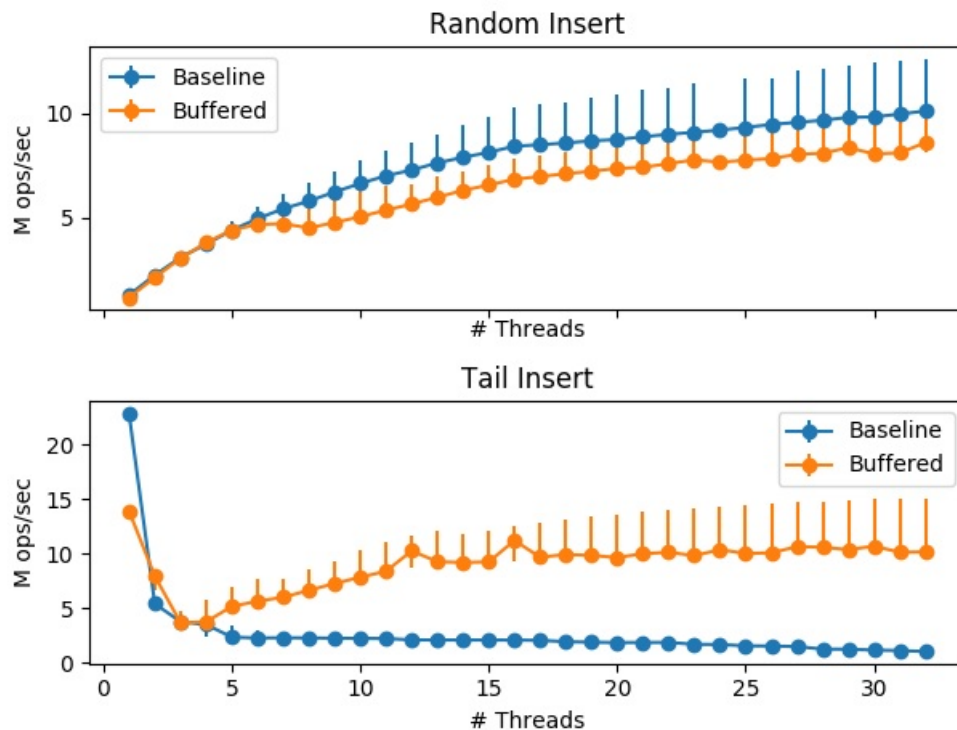 Random Insert
Baseline
Buffered
10
5
M ops/sec
# Threads
Tail Insert
Baseline
Buffered
20
15
10
5
0
M ops/sec
0 5 10 15 20 25 30
# Threads